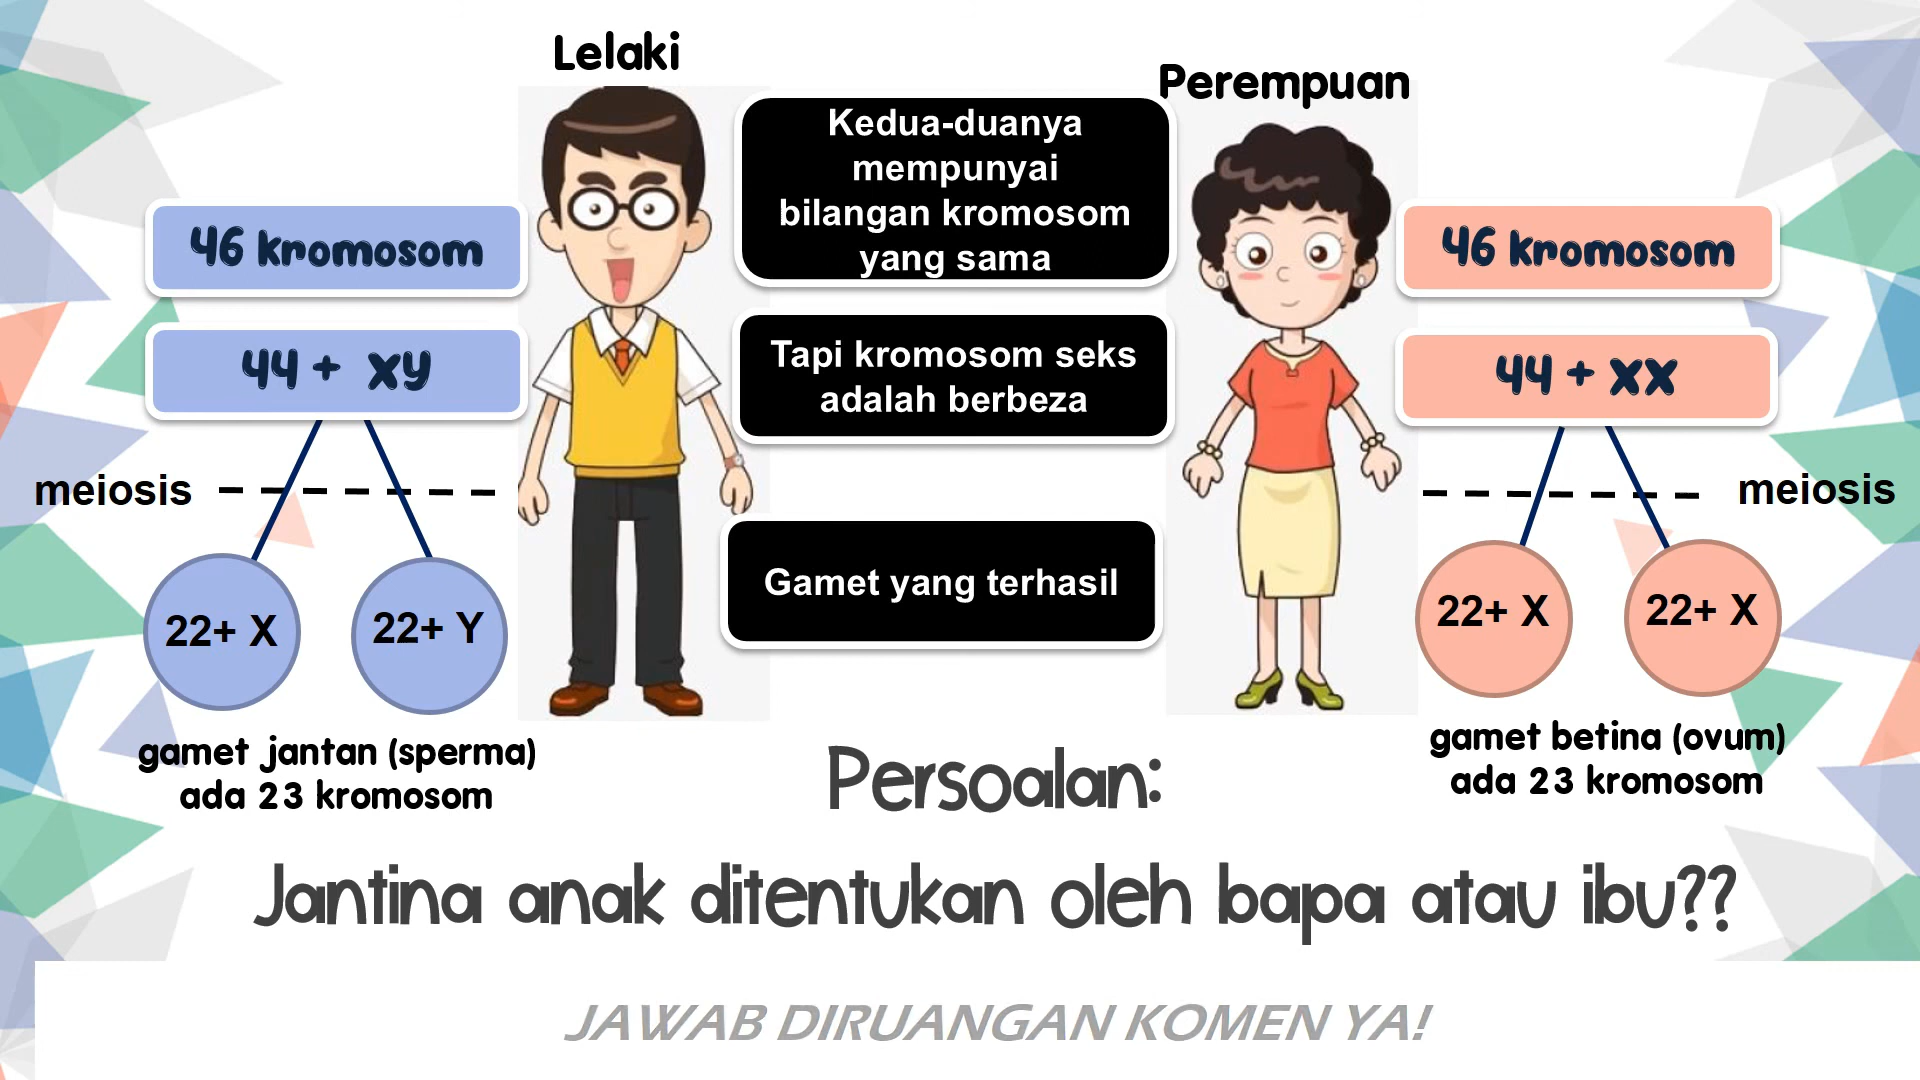 Lelaki
Perempuan
Kedua-duanya
mempunyai
bilangan kromosom
yang sama
46 kromosom
46 kromosom
Tapi kromosom seks
adalah berbeza
44 + XY
44 + XX
meiosis
meiosis
Gamet yang terhasil
22+ X
22+ Y
22+ X
22+ X
gamet jantan (sperma)
ada 23 kromosom
gamet betina (ovum)
ada 23 kromosom
Persoalan:
Jantina anak ditentukan oleh bapa atau ibu??
JAWAB DIRUANGAN KOMEN YA!